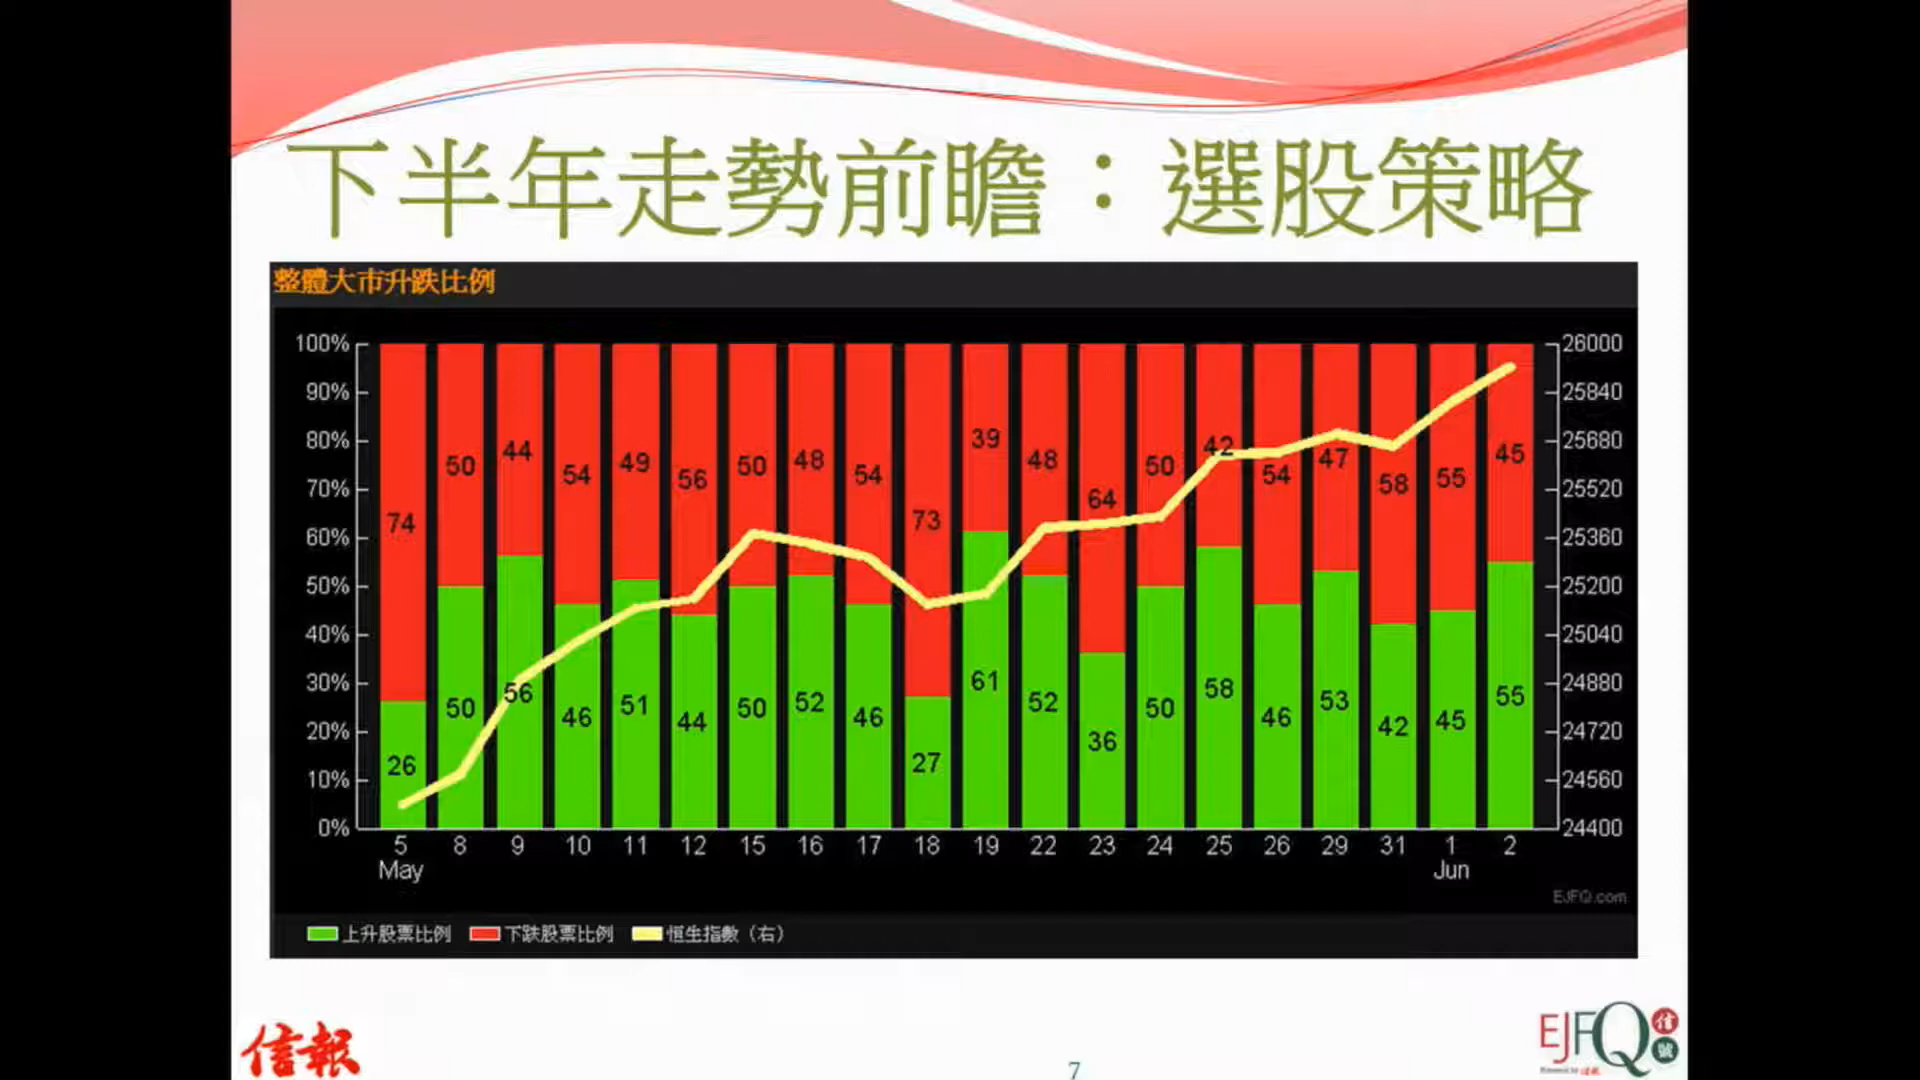 下半年走勢前瞻：選股策略
整體大市升跌比例
100% 26000
90% 25840
80% 25680
70% 25520
60% 25360
50% 25200
40% 25040
30% 24880
20% 24720
10% 24560
0% 24400
74 50 44 54 49 56 50 48 54 73 39 48 64 50 42 54 47 58 55 45
26 50 56 46 51 44 50 52 46 27 61 52 36 50 58 46 53 42 45 55
5 8 9 10 11 12 15 16 17 18 19 22 23 24 25 26 29 31 1 2
May Jun
EJFQ.com
上升股票比例 下跌股票比例 恒生指數（右）
信報
EJFQ 信號
Powered by 信報
7